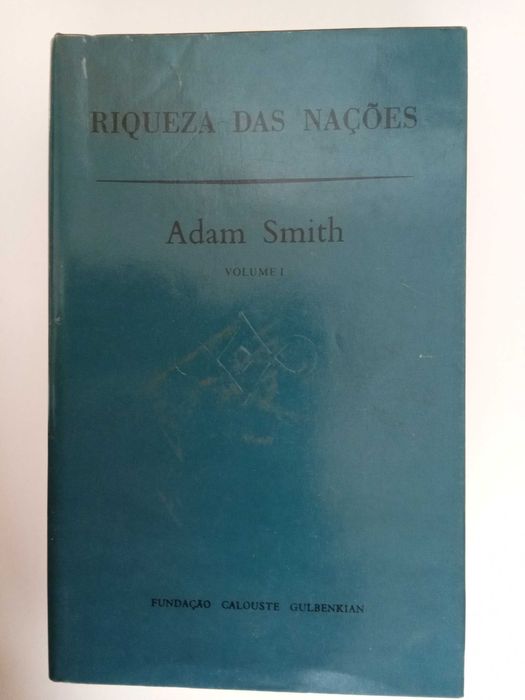 RIQUEZA DAS NAÇÕES
Adam Smith
VOLUME I
FUNDAÇÃO CALOUSTE GULBENKIAN